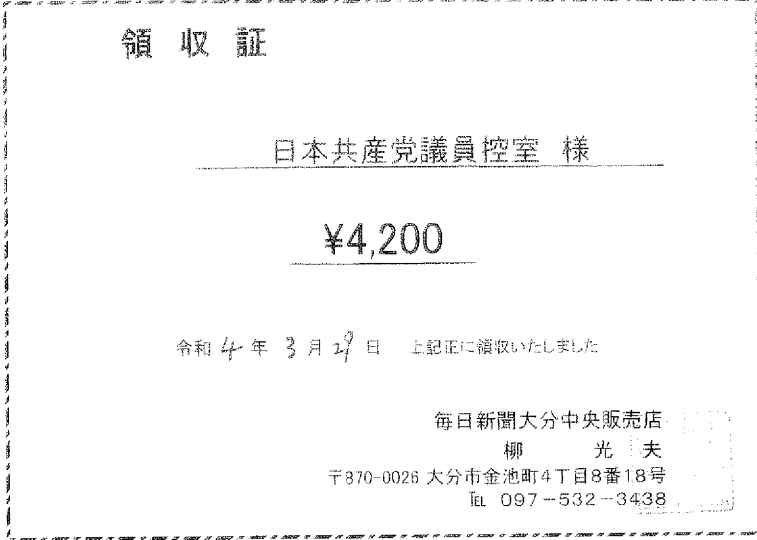 領収証
日本共産党議員控室 様
¥4,200
令和 4 年 3 月 29 日 上記正に領収いたしました
毎日新聞大分中央販売店
柳 光 夫
〒870-0026 大分市金池町4丁目8番18号
℡ 097-532-3438